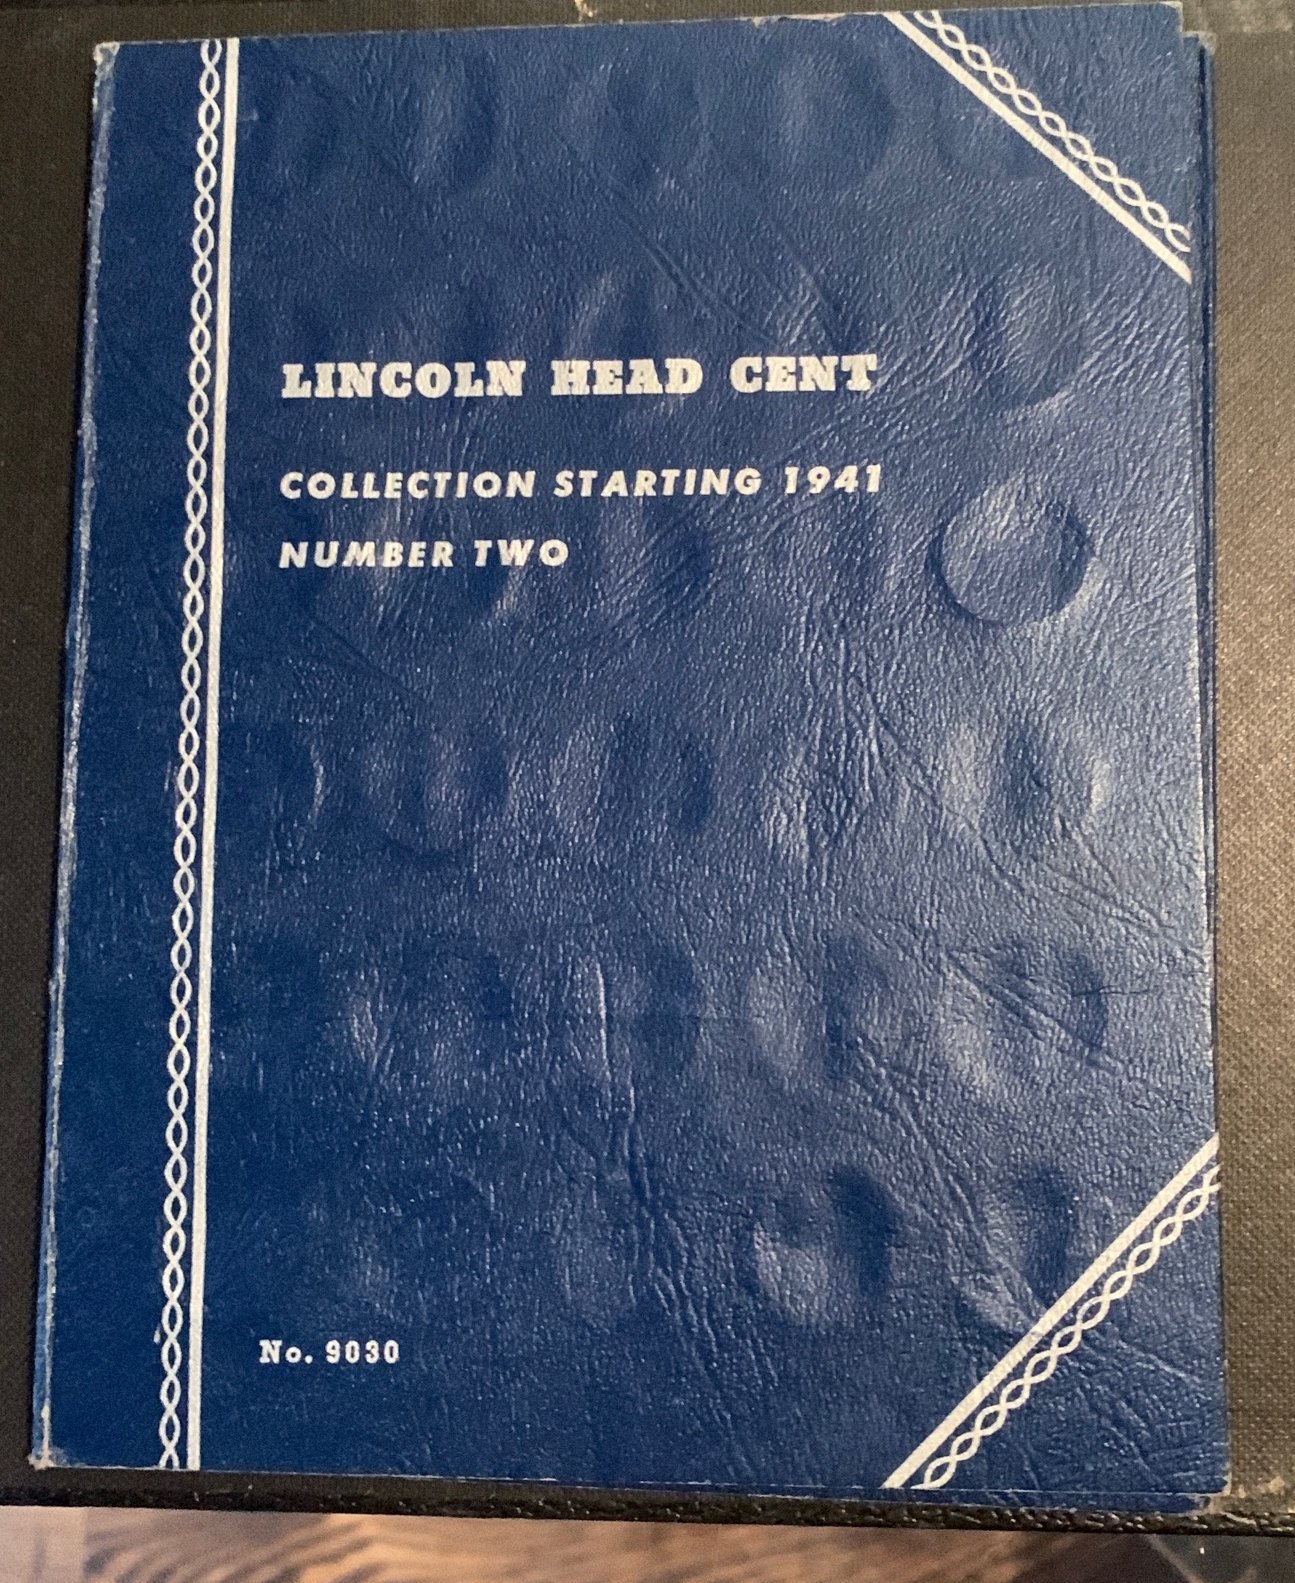 LINCOLN HEAD CENT
COLLECTION STARTING 1941
NUMBER TWO
No. 9030